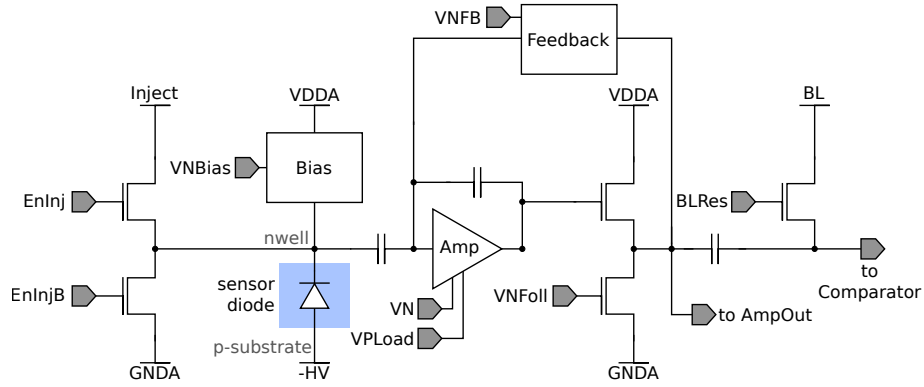 VNFB
Feedback
Inject
VDDA
VDDA
BL
VNBias
Bias
EnInj
BLRes
nwell
Amp
sensor
diode
EnInjB
VN
VNFoll
to
Comparator
to AmpOut
VPLoad
p-substrate
GNDA
-HV
GNDA